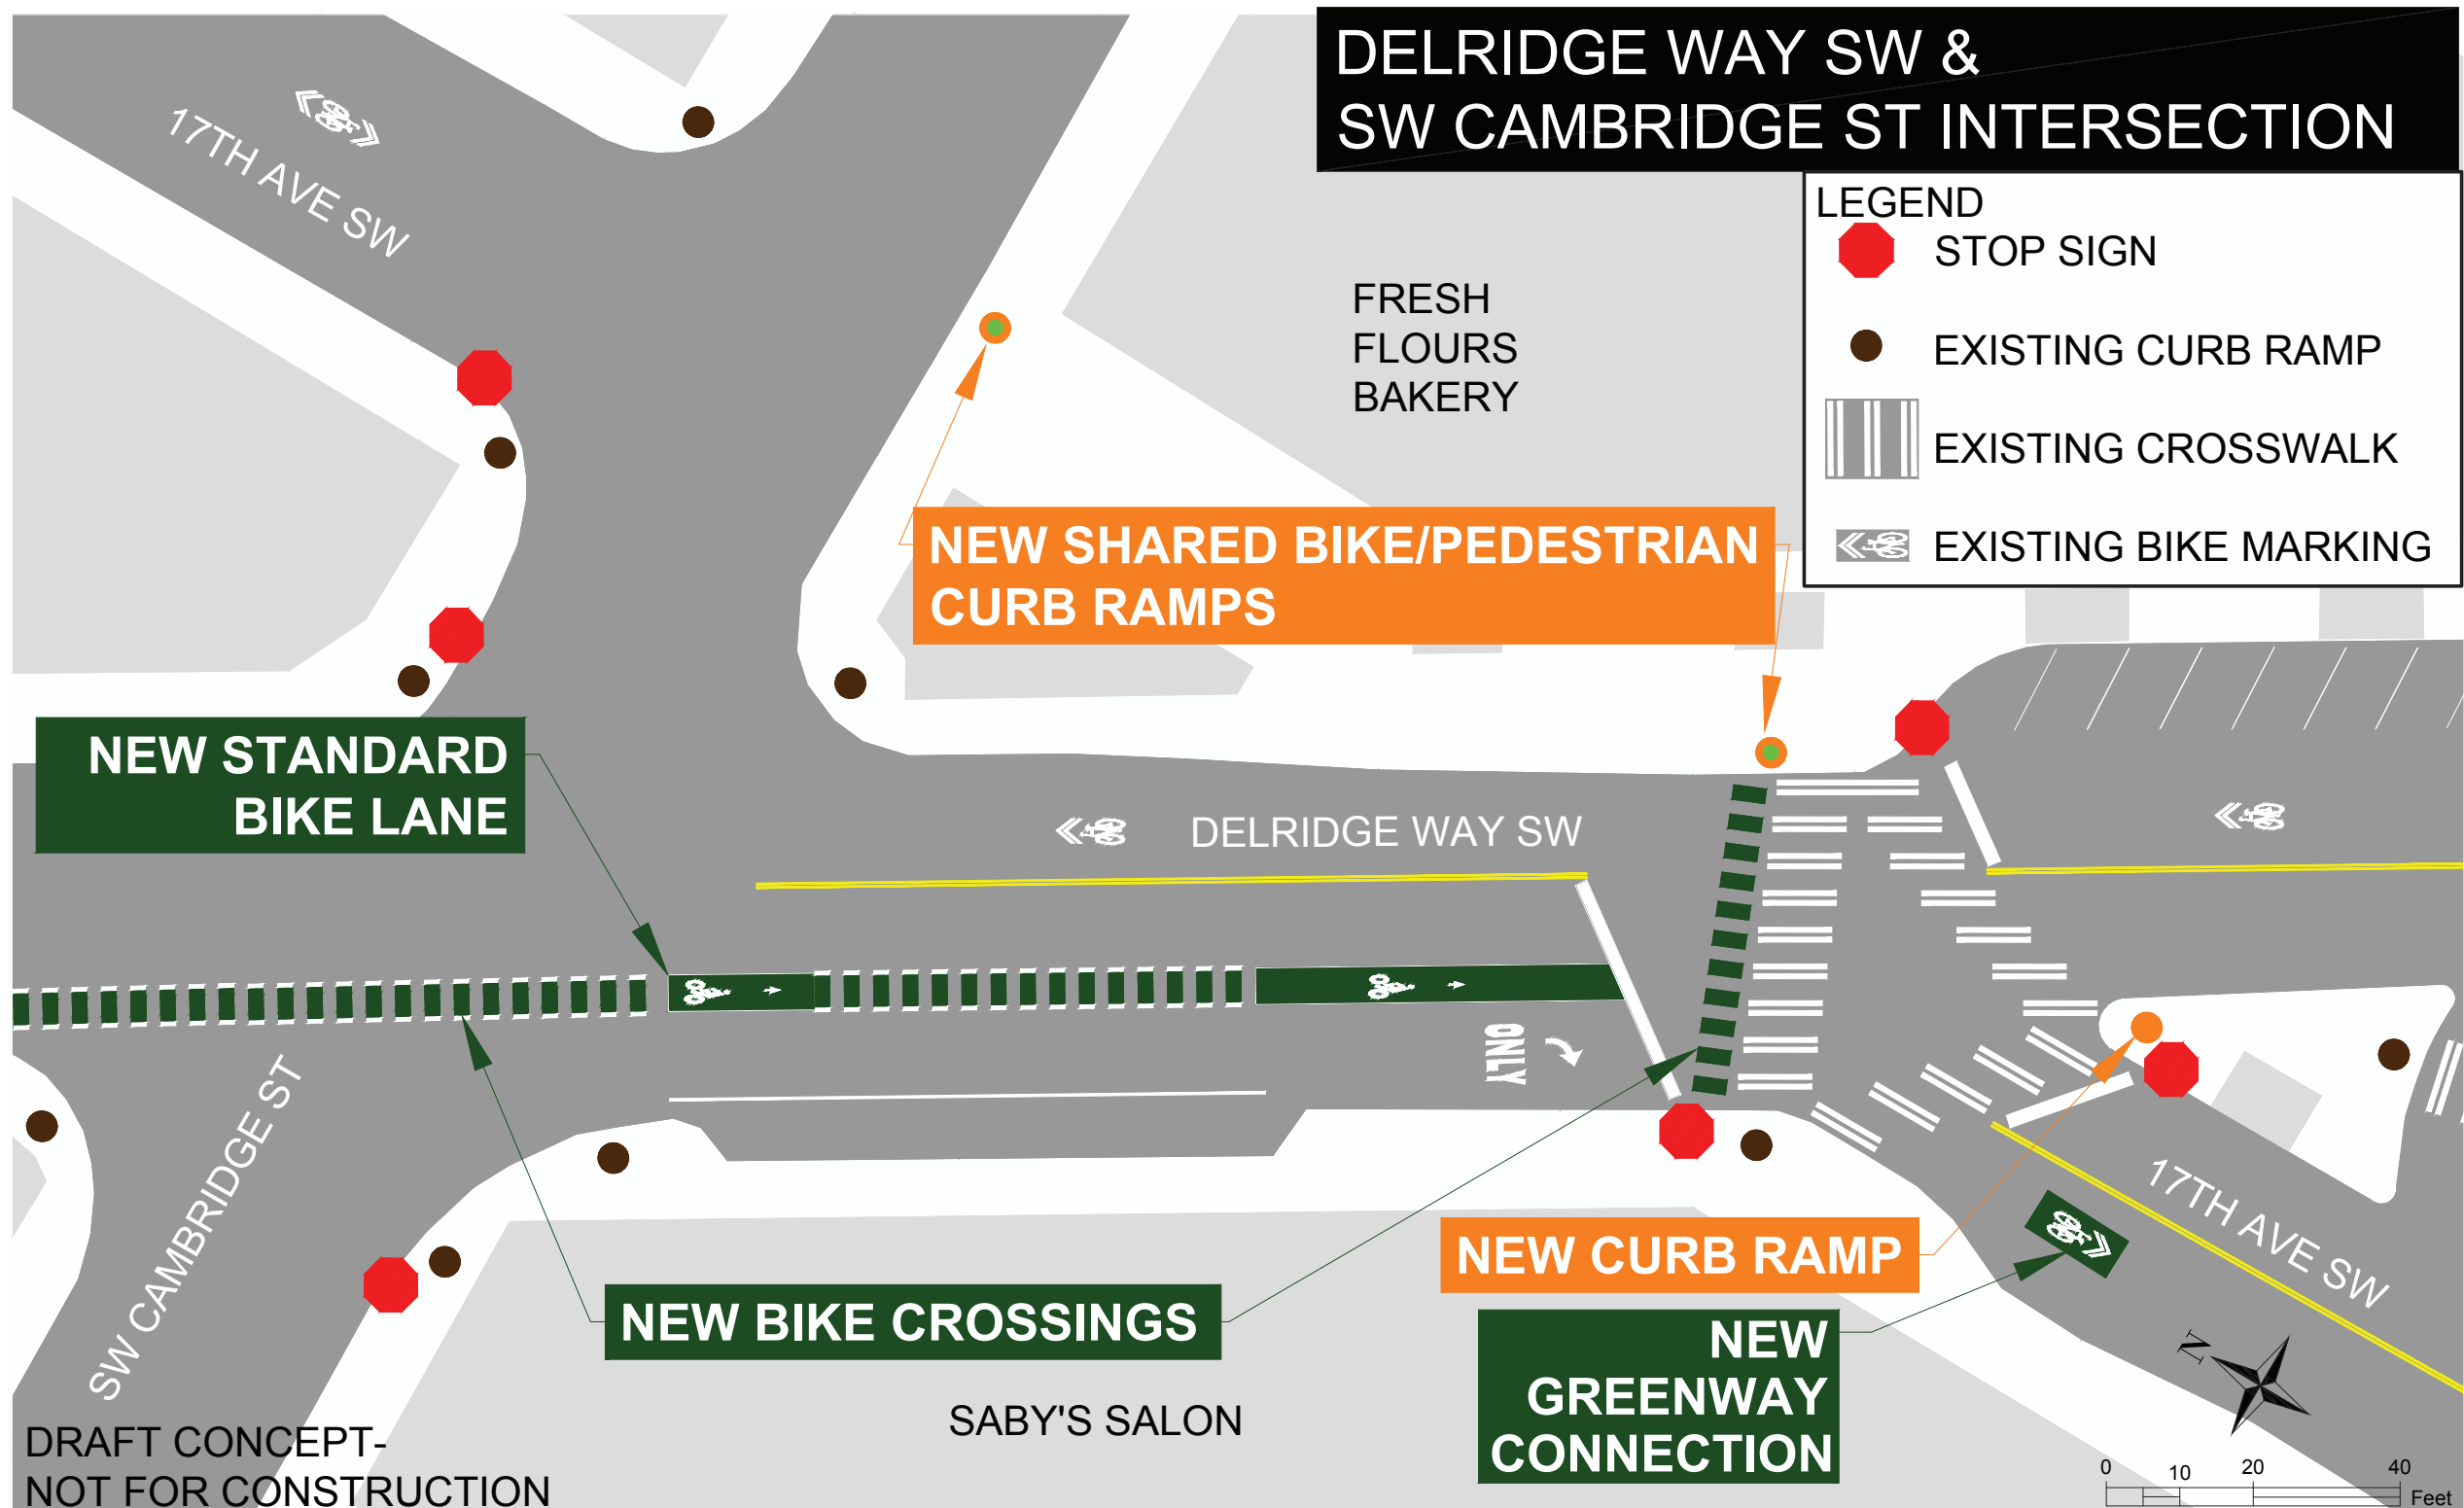 DELRIDGE WAY SW &
SW CAMBRIDGE ST INTERSECTION
LEGEND
STOP SIGN
EXISTING CURB RAMP
EXISTING CROSSWALK
EXISTING BIKE MARKING
17TH AVE SW
FRESH
FLOURS
BAKERY
NEW SHARED BIKE/PEDESTRIAN
CURB RAMPS
NEW STANDARD
BIKE LANE
DELRIDGE WAY SW
ONLY
SW CAMBRIDGE ST
17TH AVE SW
NEW CURB RAMP
NEW BIKE CROSSINGS
NEW
GREENWAY
CONNECTION
SABY'S SALON
N
DRAFT CONCEPT-
NOT FOR CONSTRUCTION
0 10 20 40
Feet